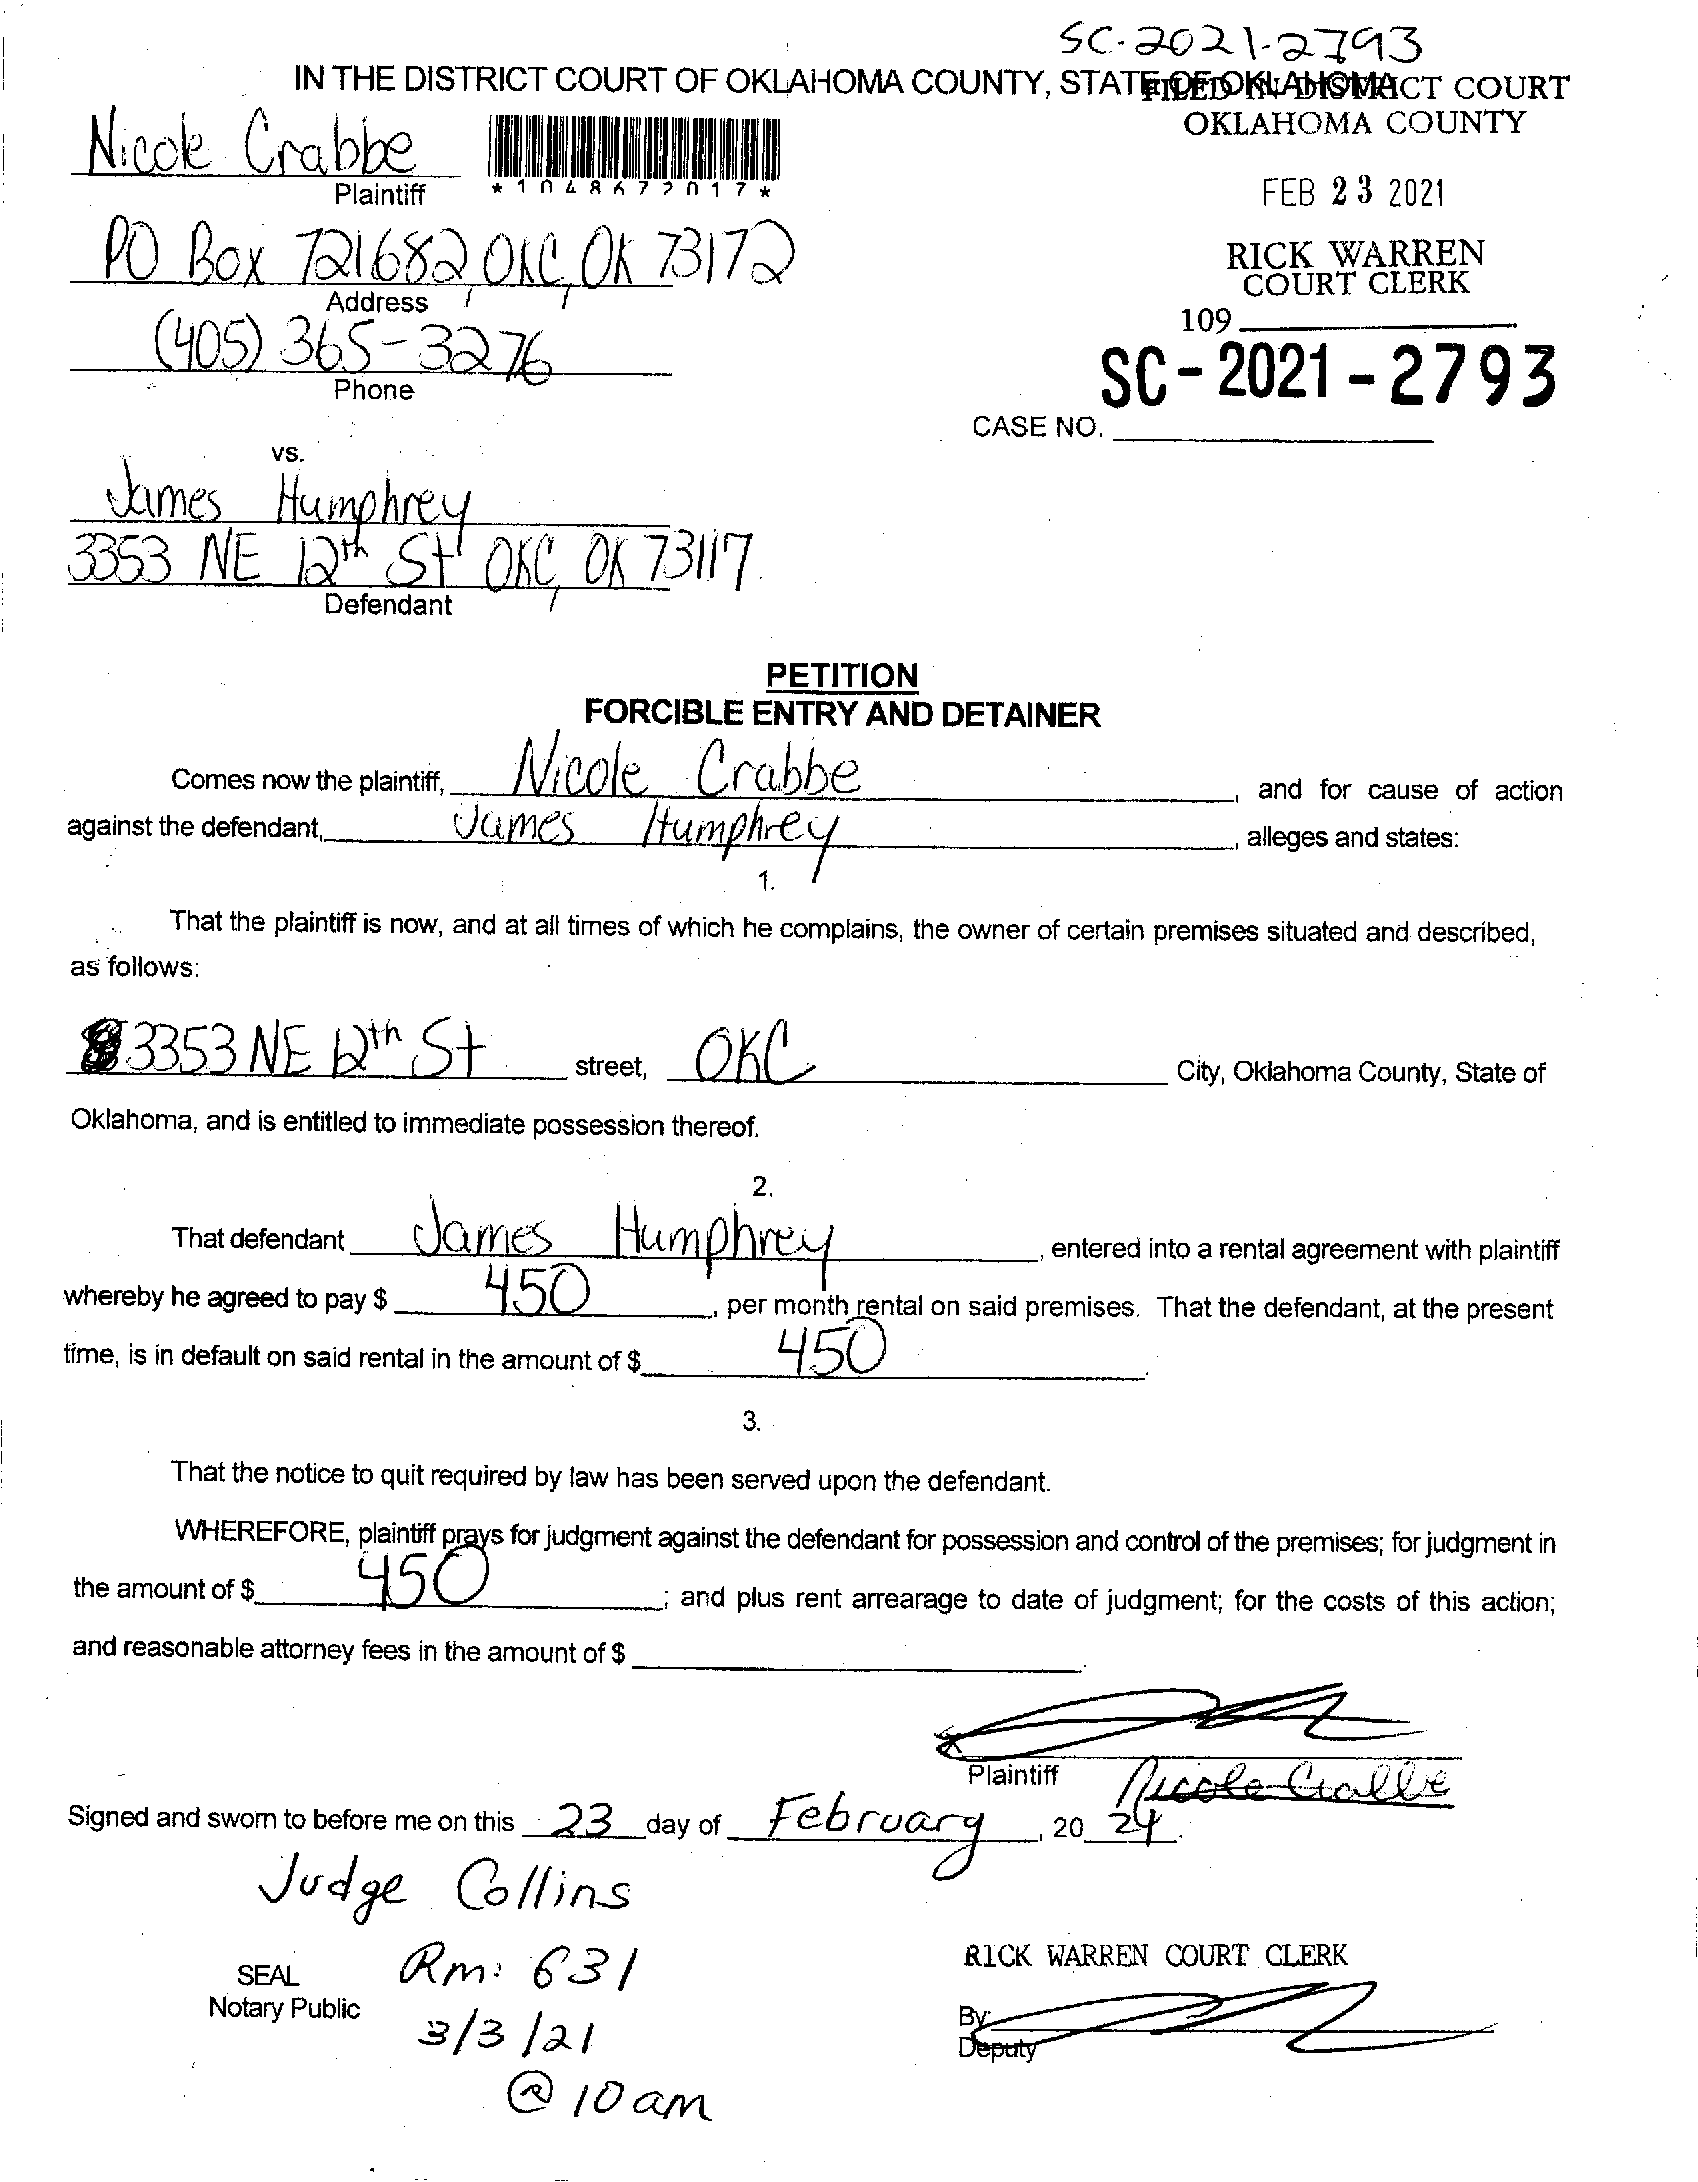 SC-2021-2793
IN THE DISTRICT COURT OF OKLAHOMA COUNTY, STATE OF OKLAHOMA
FILED IN DISTRICT COURT
OKLAHOMA COUNTY
Nicole Crabbe
Plaintiff
*1048672017*
FEB 23 2021
PO Box 721682 OKC, OK 73172
Address
RICK WARREN
COURT CLERK
(405) 365-3276
Phone
109
SC-2021-2793
CASE NO.
vs.
James Humphrey
3353 NE 12th St OKC, OK 73117
Defendant
PETITION
FORCIBLE ENTRY AND DETAINER
Comes now the plaintiff, Nicole Crabbe, and for cause of action
against the defendant, James Humphrey, alleges and states:
1.
That the plaintiff is now, and at all times of which he complains, the owner of certain premises situated and described,
as follows:
3353 NE 12th St street, OKC City, Oklahoma County, State of
Oklahoma, and is entitled to immediate possession thereof.
2.
That defendant James Humphrey, entered into a rental agreement with plaintiff
whereby he agreed to pay $ 450, per month rental on said premises. That the defendant, at the present
time, is in default on said rental in the amount of $ 450.
3.
That the notice to quit required by law has been served upon the defendant.
WHEREFORE, plaintiff prays for judgment against the defendant for possession and control of the premises; for judgment in
the amount of $ 450; and plus rent arrearage to date of judgment; for the costs of this action;
and reasonable attorney fees in the amount of $ .
Plaintiff Nicole Crabbe
Signed and sworn to before me on this 23 day of February, 20 24.
Judge Collins
SEAL Rm: 631
Notary Public
3/3/21
@ 10am
RICK WARREN COURT CLERK
By:
Deputy